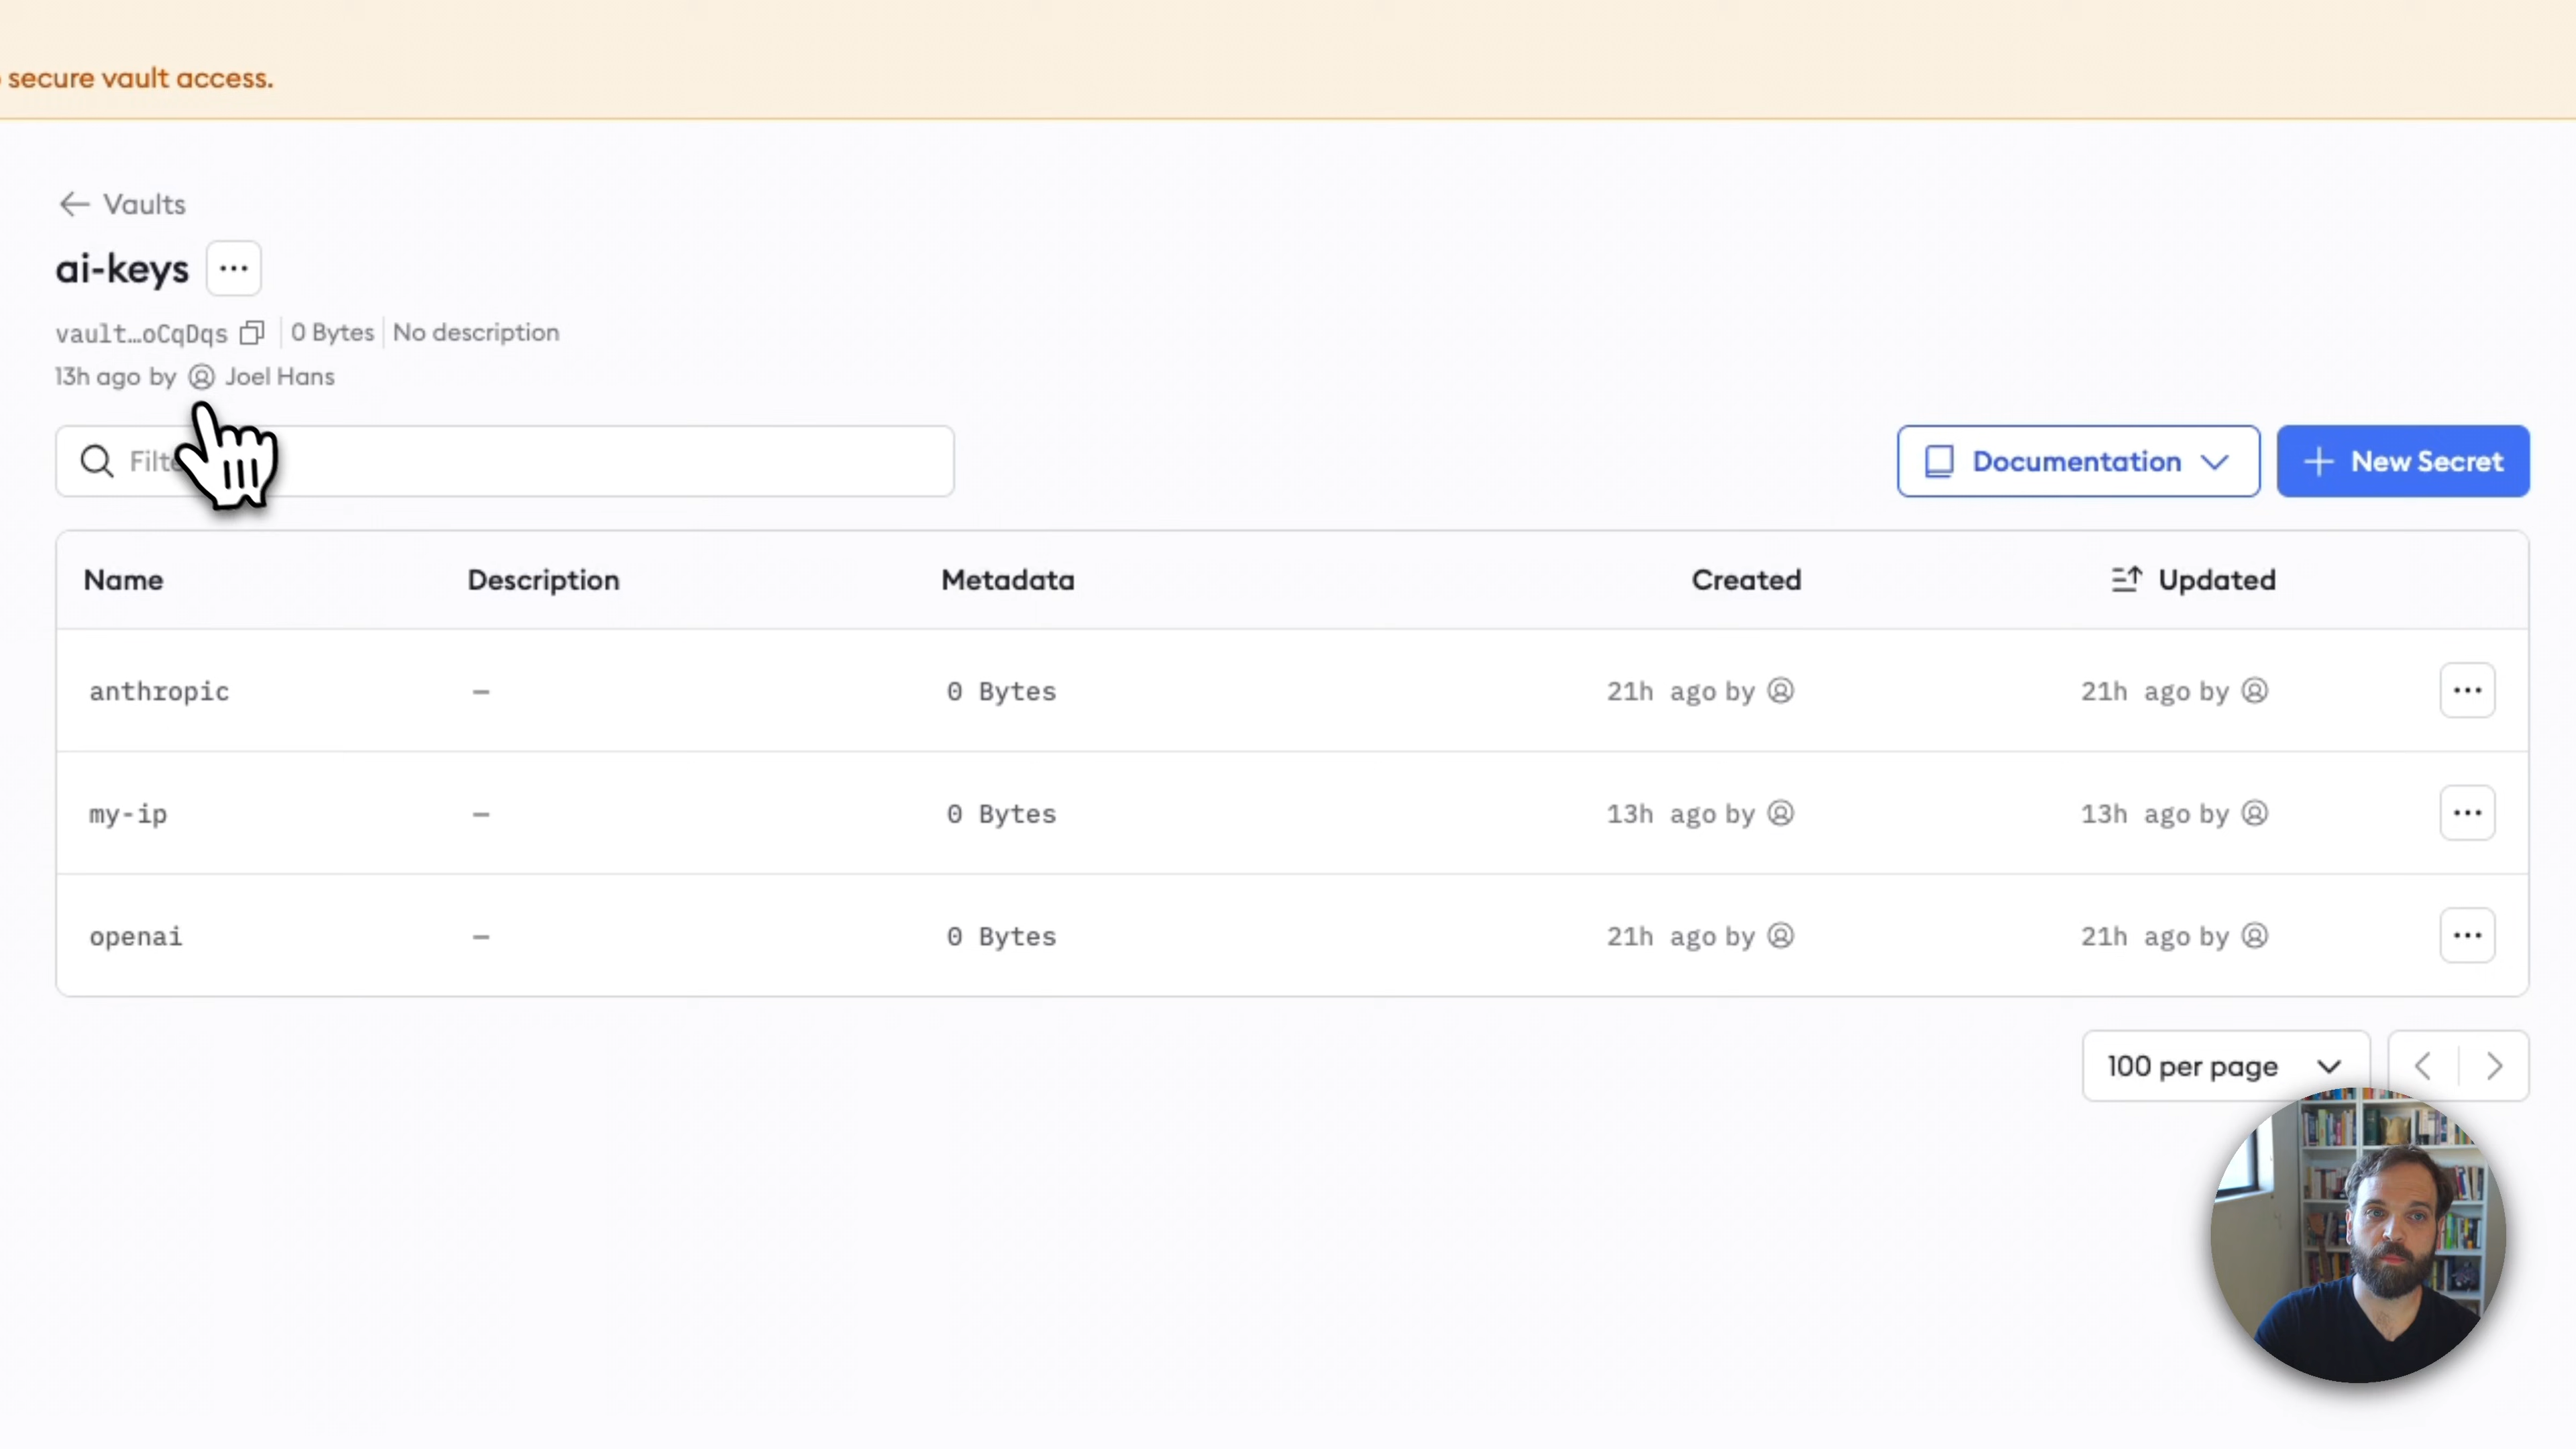 secure vault access.
Vaults
ai-keys
vault…oCqDqs 0 Bytes No description
13h ago by Joel Hans
Documentation New Secret
Name Description Metadata Created Updated
anthropic – 0 Bytes 21h ago by 21h ago by
my-ip – 0 Bytes 13h ago by 13h ago by
openai – 0 Bytes 21h ago by 21h ago by
100 per page